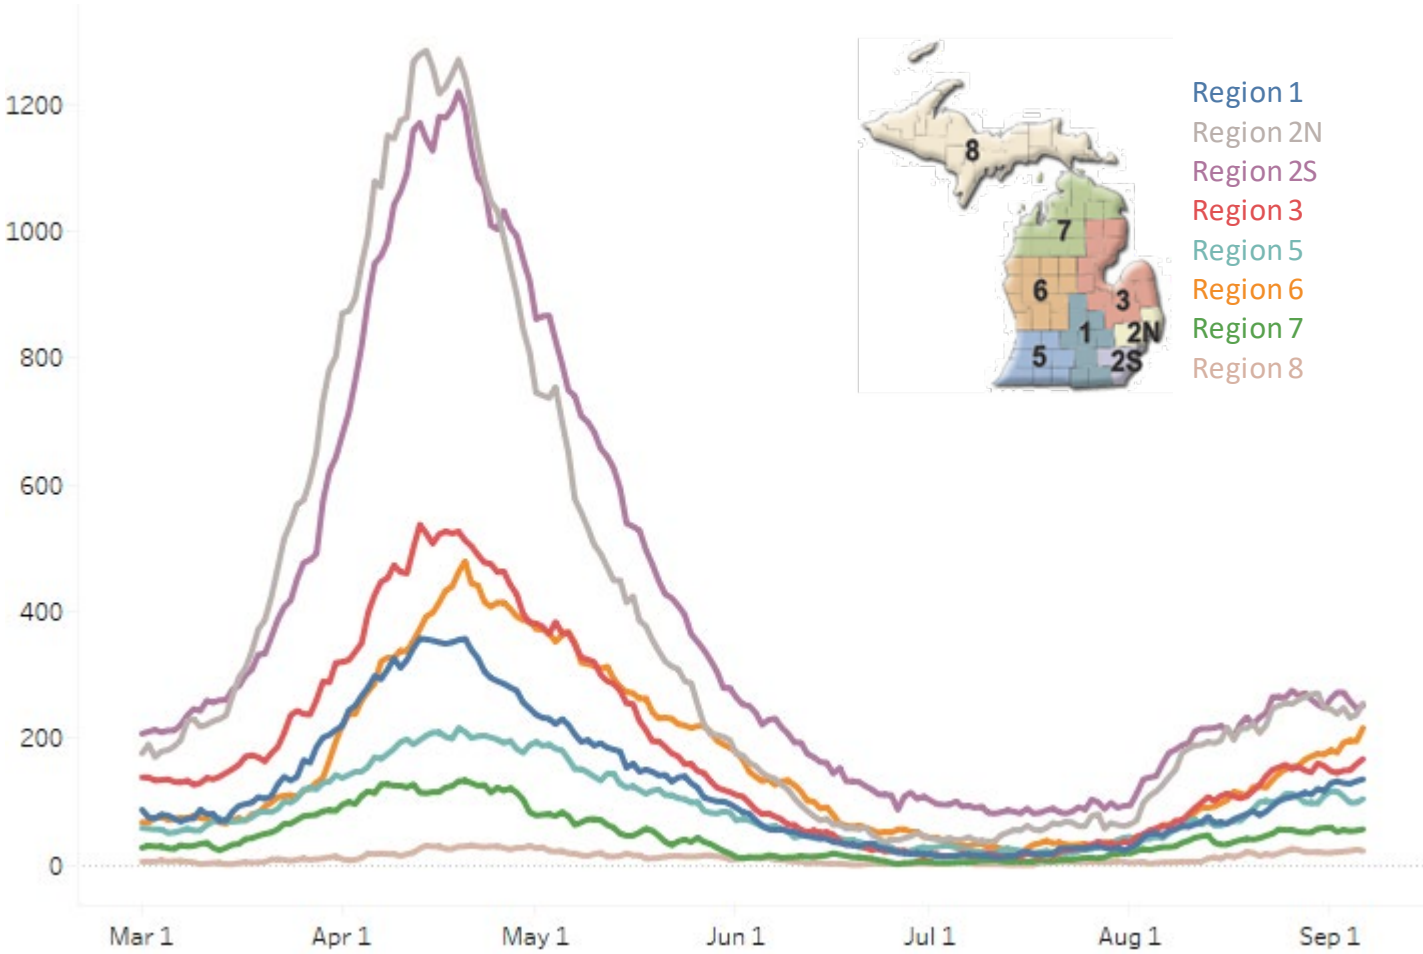 1200
1000
800
600
400
200
0
Mar 1
Apr 1
May 1
Jun 1
Jul 1
Aug 1
Sep 1
8
7
6
3
1
2N
5
2S
Region 1
Region 2N
Region 2S
Region 3
Region 5
Region 6
Region 7
Region 8